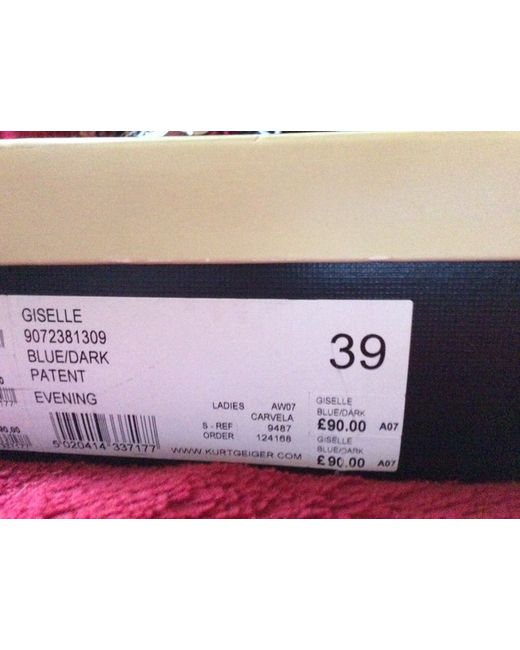 GISELLE
9072381309
BLUE/DARK
PATENT
EVENING
39
LADIES AW07
CARVELA
S - REF 9487
ORDER 124168
5 020414 337177
WWW.KURTGEIGER.COM
GISELLE
BLUE/DARK
£90.00 A07
GISELLE
BLUE/DARK
£90.00 A07